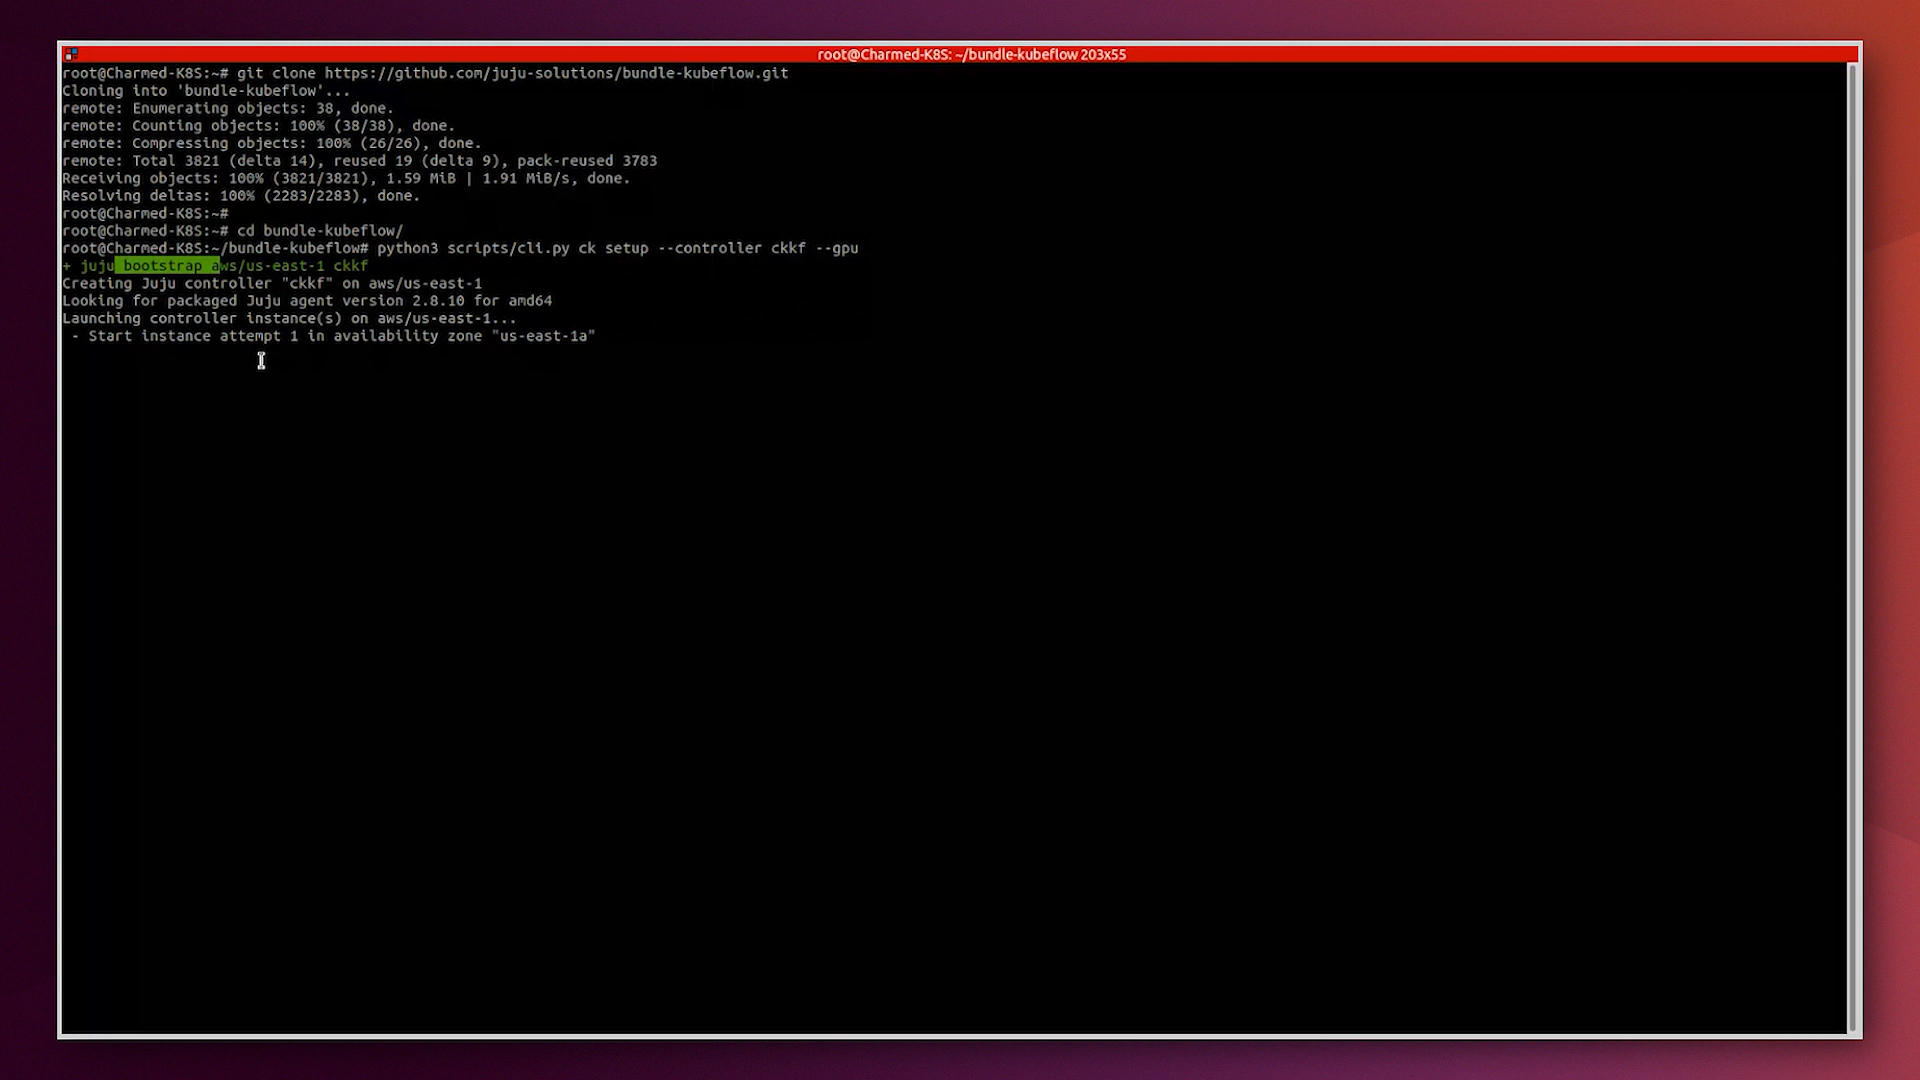 root@Charmed-K8S: ~/bundle-kubeflow 203x55
root@Charmed-K8S:~# git clone https://github.com/juju-solutions/bundle-kubeflow.git
Cloning into 'bundle-kubeflow'...
remote: Enumerating objects: 38, done.
remote: Counting objects: 100% (38/38), done.
remote: Compressing objects: 100% (26/26), done.
remote: Total 3821 (delta 14), reused 19 (delta 9), pack-reused 3783
Receiving objects: 100% (3821/3821), 1.59 MiB | 1.91 MiB/s, done.
Resolving deltas: 100% (2283/2283), done.
root@Charmed-K8S:~#
root@Charmed-K8S:~# cd bundle-kubeflow/
root@Charmed-K8S:~/bundle-kubeflow# python3 scripts/cli.py ck setup --controller ckkf --gpu
+ juju bootstrap aws/us-east-1 ckkf
Creating Juju controller "ckkf" on aws/us-east-1
Looking for packaged Juju agent version 2.8.10 for amd64
Launching controller instance(s) on aws/us-east-1...
 - Start instance attempt 1 in availability zone "us-east-1a"